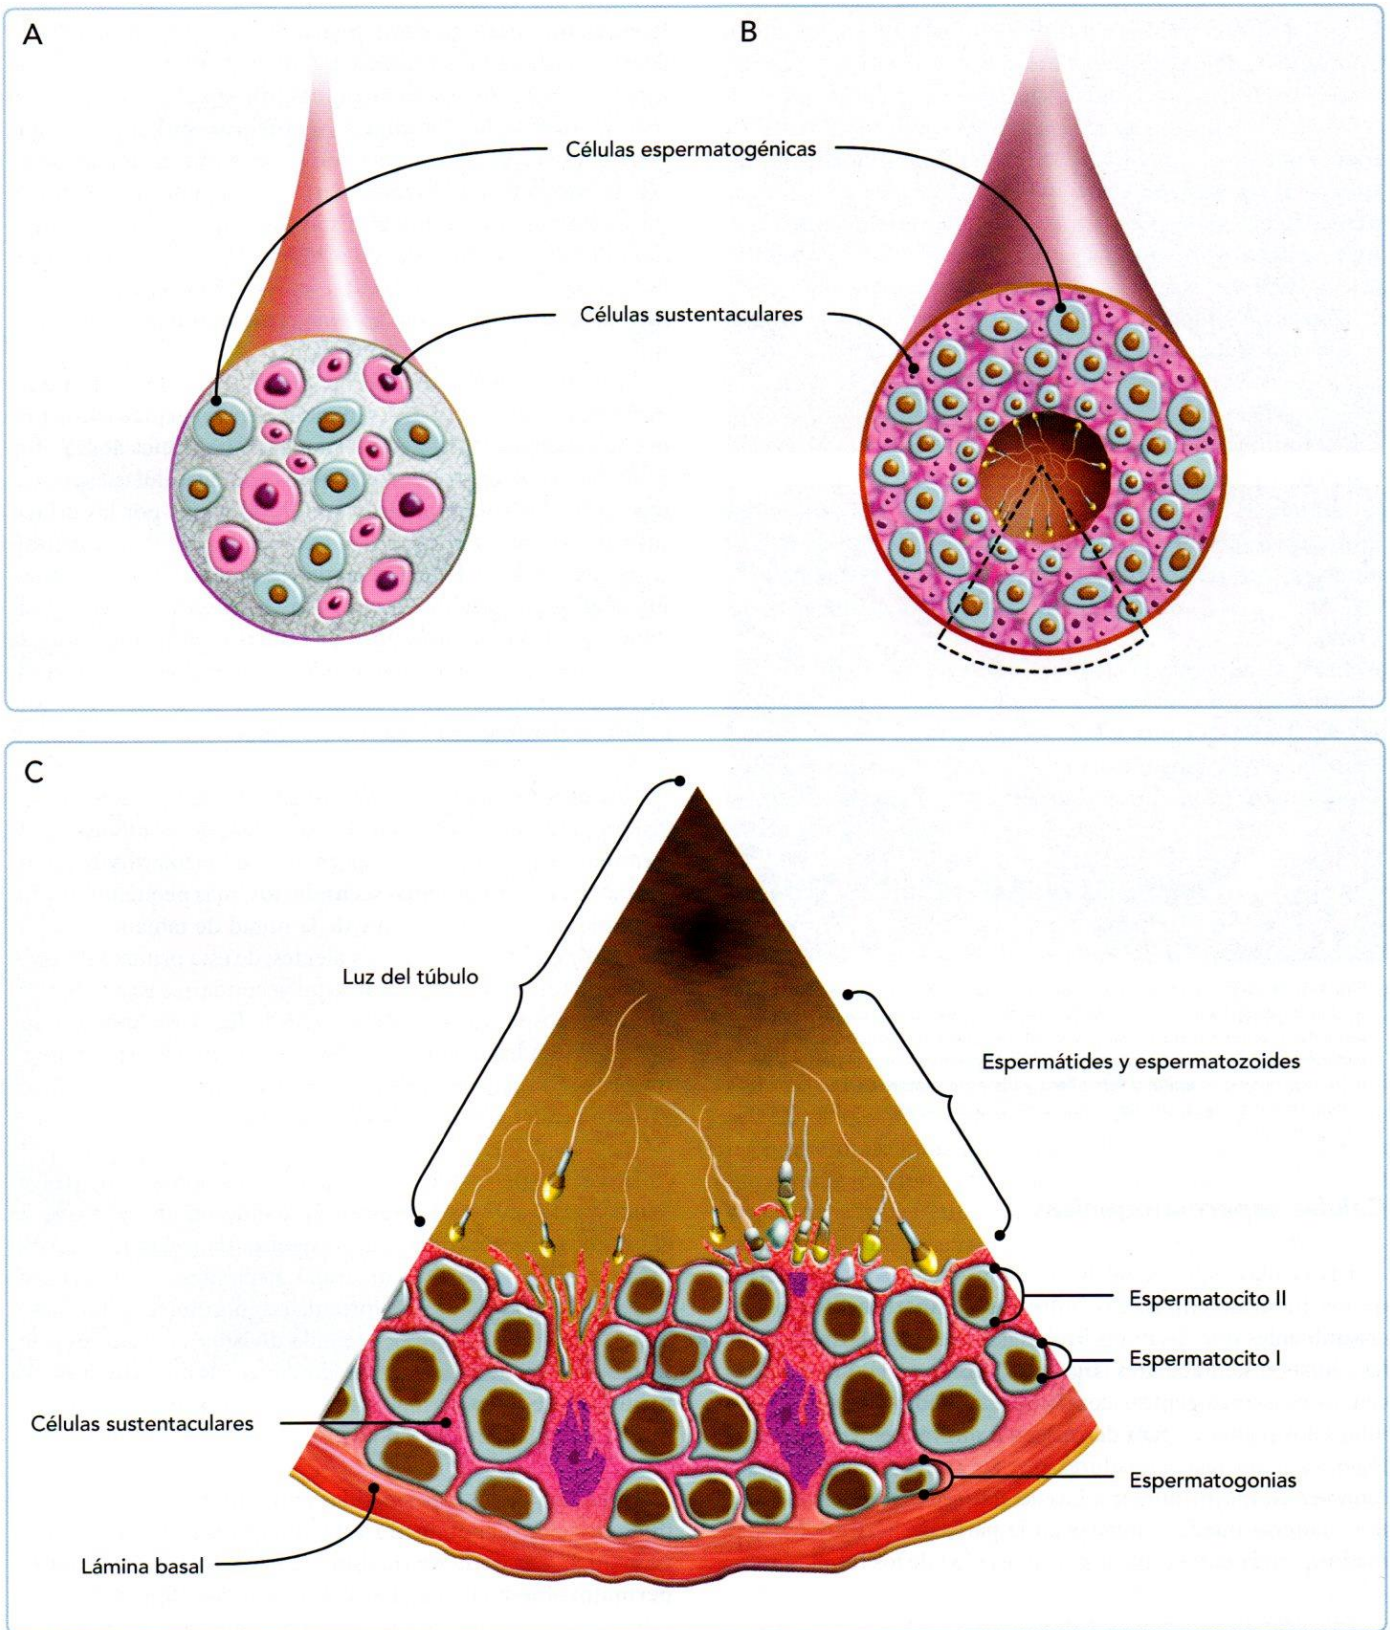 A
B
Células espermatogénicas
Células sustentaculares
C
Luz del túbulo
Espermátides y espermatozoides
Espermatocito II
Espermatocito I
Células sustentaculares
Espermatogonias
Lámina basal